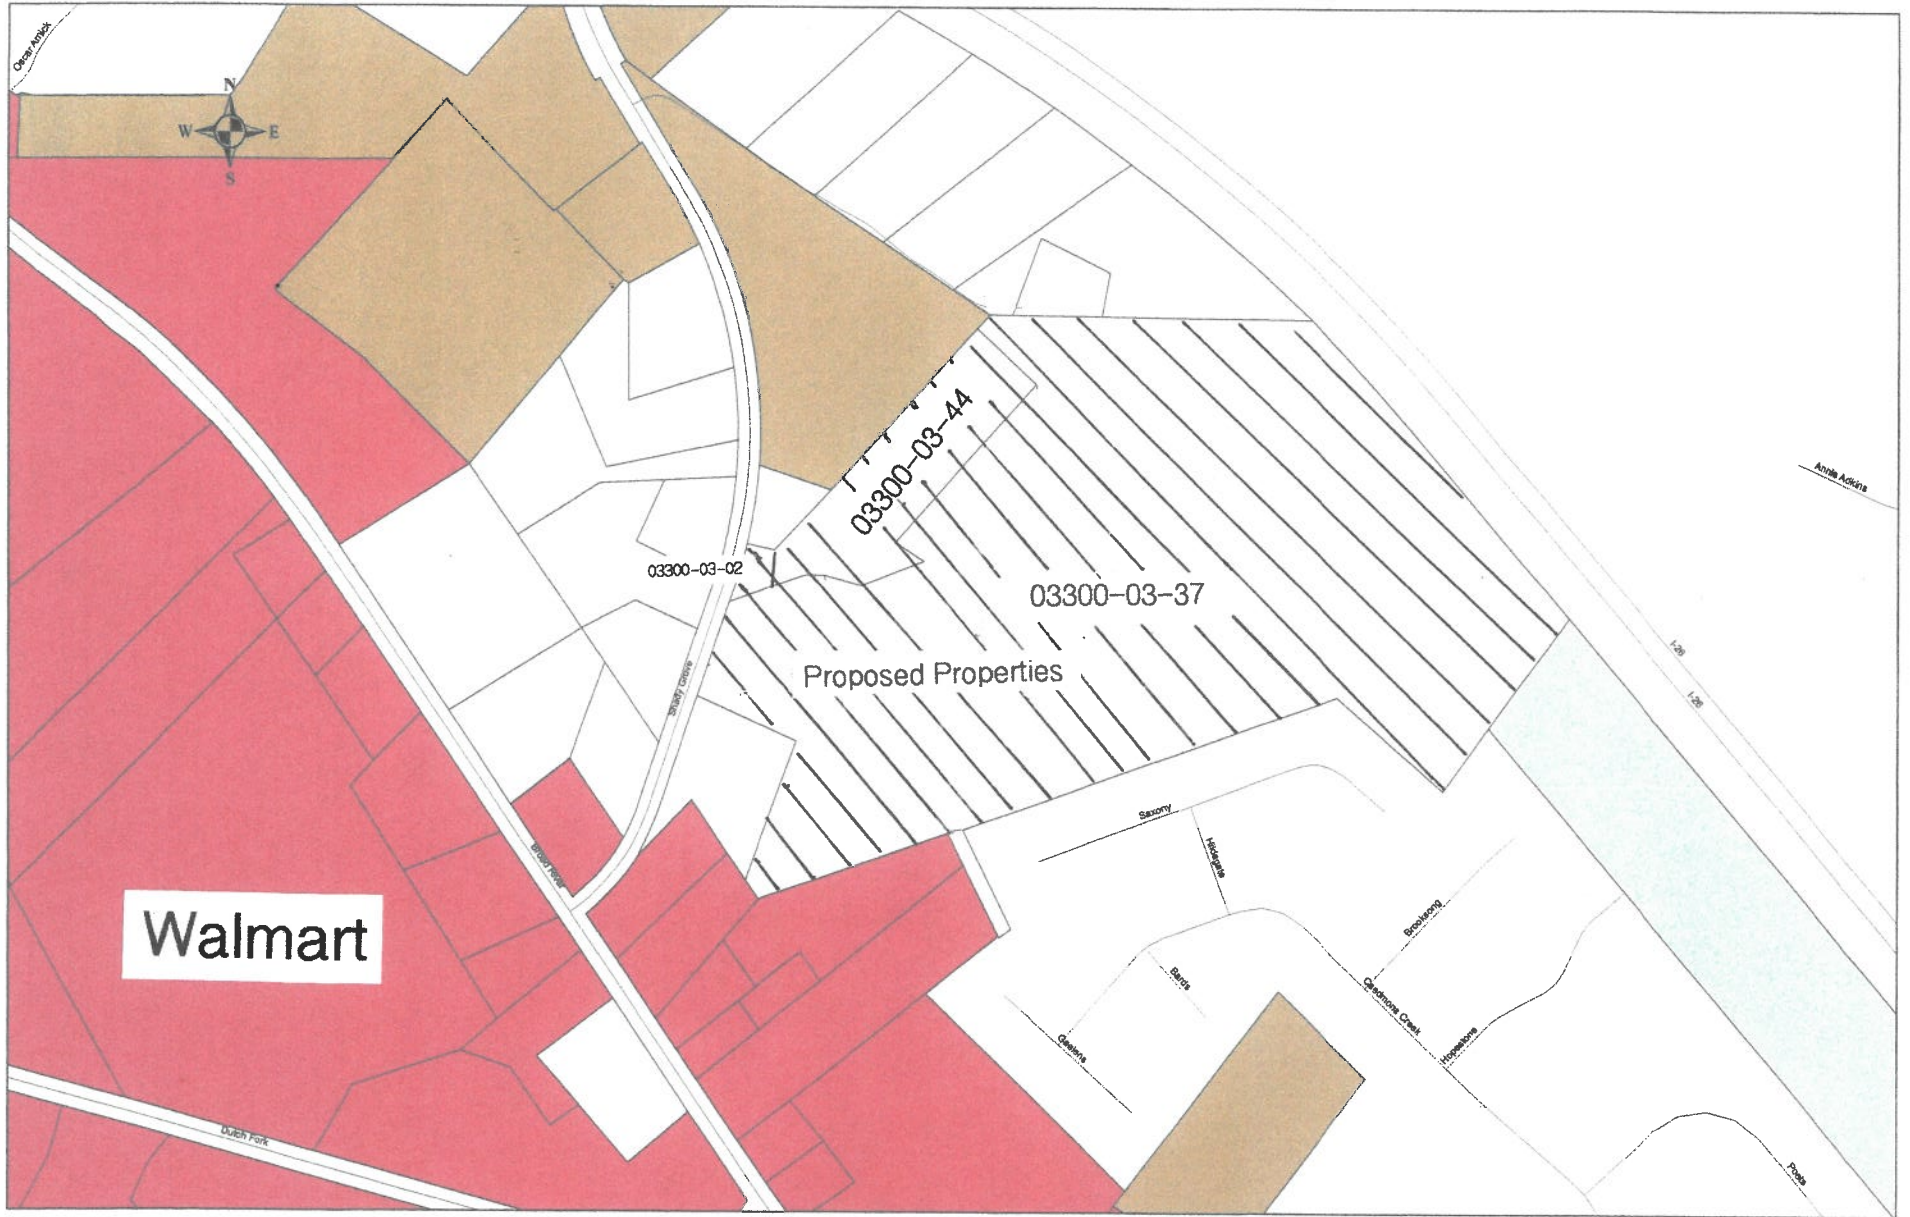 Oscar Amick
N
W E
S
03300-03-44
Annie Adkins
03300-03-02
03300-03-37
I-26
Proposed Properties
Shady Grove
I-26
Saxony
Hildegate
Broad River
Walmart
Brooksong
Bards
Caedmons Creek
Gaelens
Hopestone
Dutch Fork
Poets